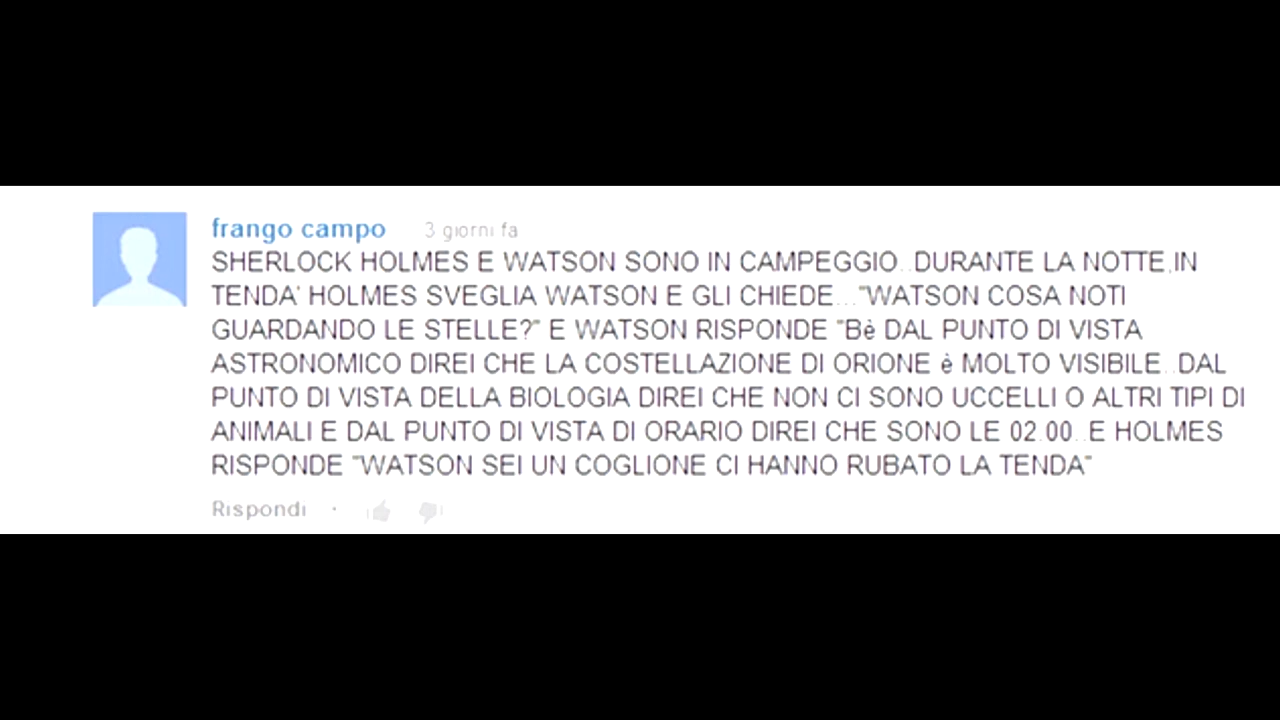 frango campo 3 giorni fa
SHERLOCK HOLMES E WATSON SONO IN CAMPEGGIO..DURANTE LA NOTTE,IN
TENDA' HOLMES SVEGLIA WATSON E GLI CHIEDE..."WATSON COSA NOTI
GUARDANDO LE STELLE?" E WATSON RISPONDE "Bè DAL PUNTO DI VISTA
ASTRONOMICO DIREI CHE LA COSTELLAZIONE DI ORIONE è MOLTO VISIBILE..DAL
PUNTO DI VISTA DELLA BIOLOGIA DIREI CHE NON CI SONO UCCELLI O ALTRI TIPI DI
ANIMALI E DAL PUNTO DI VISTA DI ORARIO DIREI CHE SONO LE 02.00..E HOLMES
RISPONDE "WATSON SEI UN COGLIONE CI HANNO RUBATO LA TENDA"
Rispondi ·